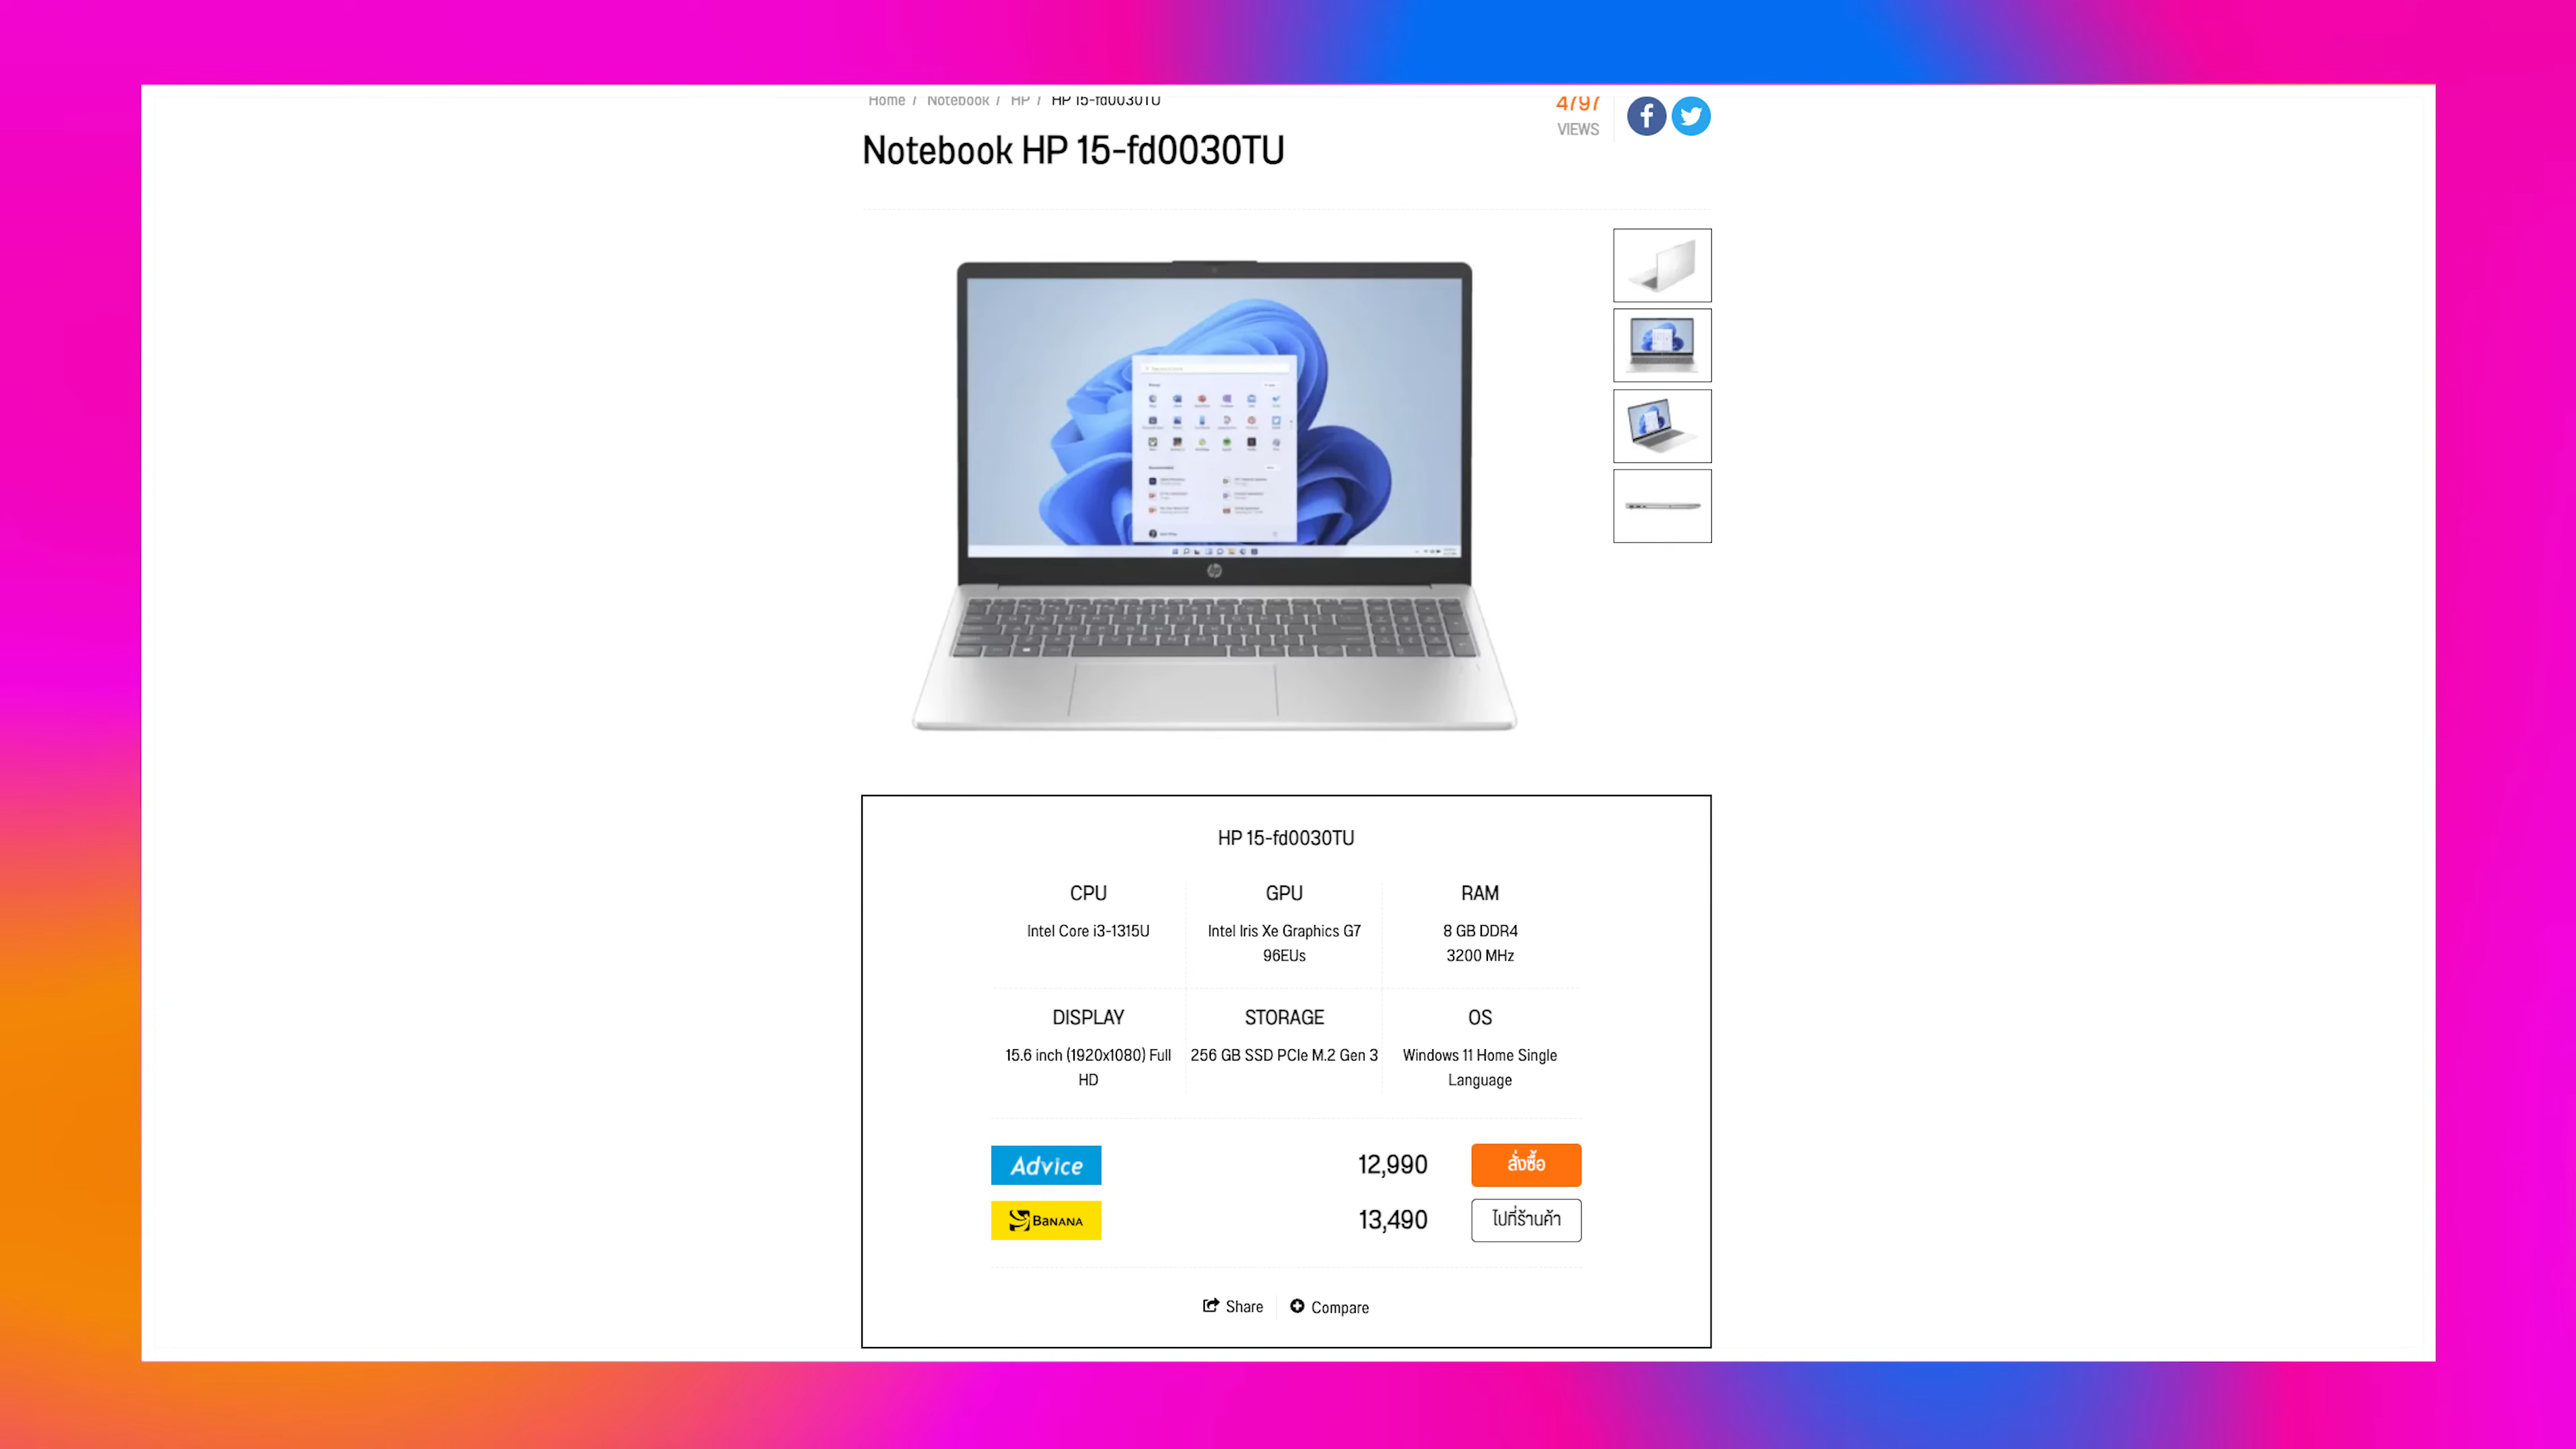 Home / Notebook / HP / HP 15-fd0030TU
4797
VIEWS
Notebook HP 15-fd0030TU
HP 15-fd0030TU
CPU
Intel Core i3-1315U
GPU
Intel Iris Xe Graphics G7
96EUs
RAM
8 GB DDR4
3200 MHz
DISPLAY
15.6 inch (1920x1080) Full
HD
STORAGE
256 GB SSD PCIe M.2 Gen 3
OS
Windows 11 Home Single
Language
Advice
12,990
สั่งซื้อ
BaNANA
13,490
ไปที่ร้านค้า
Share
Compare